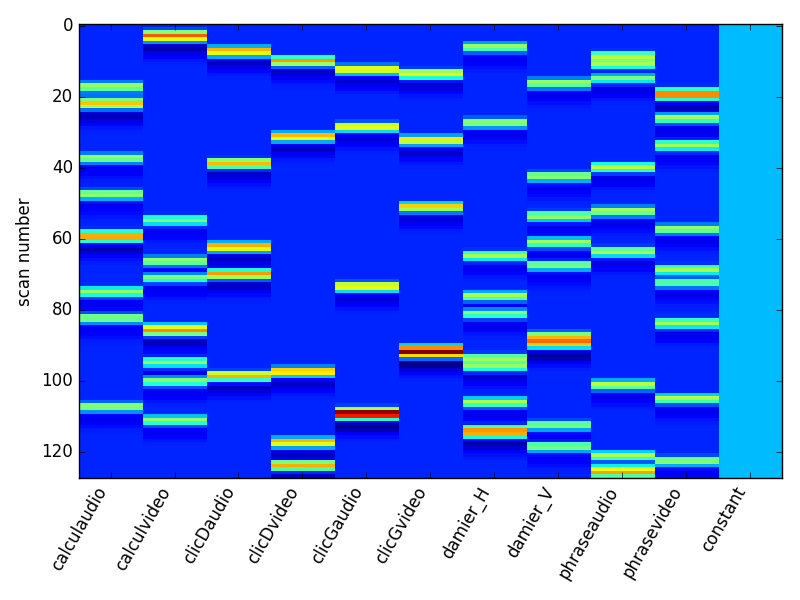 0
20
40
60
80
100
120
scan number
calculaudio
calculvideo
clicDaudio
clicDvideo
clicGaudio
clicGvideo
damier_H
damier_V
phraseaudio
phrasevideo
constant